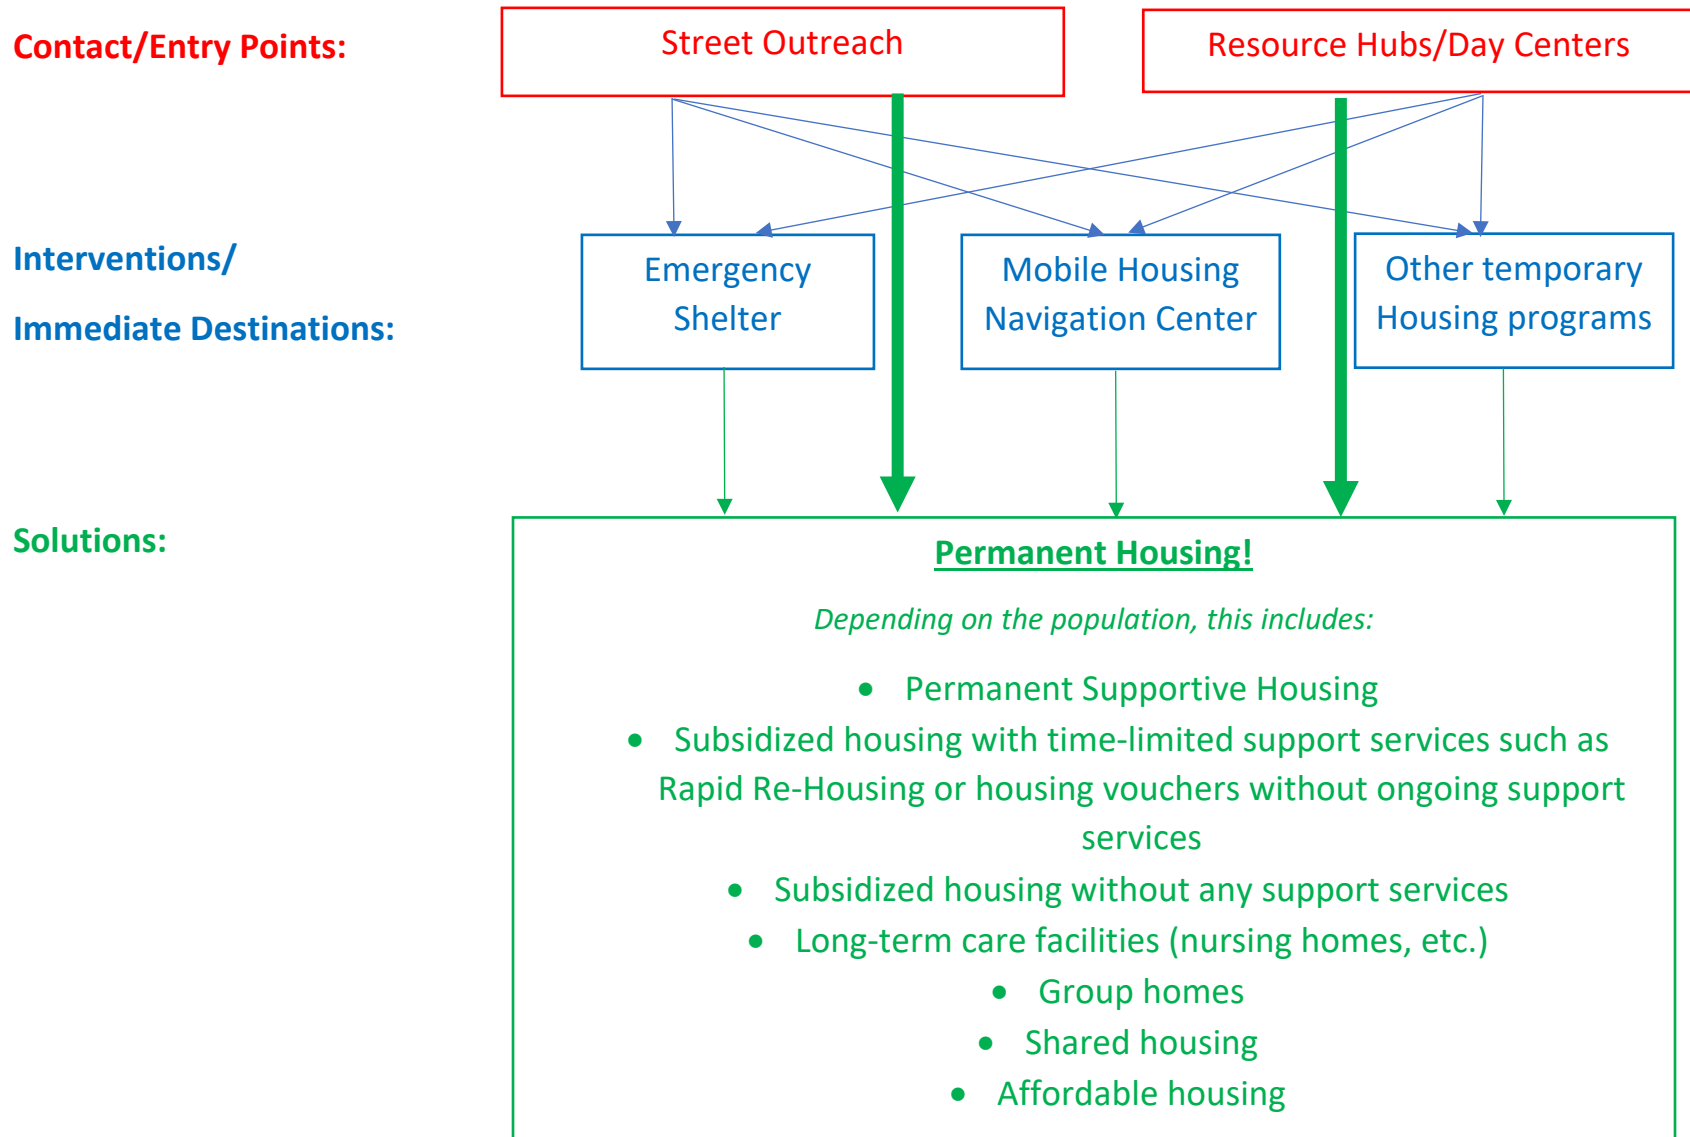 Contact/Entry Points:
Street Outreach
Resource Hubs/Day Centers
Interventions/
Immediate Destinations:
Emergency
Shelter
Mobile Housing
Navigation Center
Other temporary
Housing programs
Solutions:
Permanent Housing!
Depending on the population, this includes:
• Permanent Supportive Housing
• Subsidized housing with time-limited support services such as
Rapid Re-Housing or housing vouchers without ongoing support
services
• Subsidized housing without any support services
• Long-term care facilities (nursing homes, etc.)
• Group homes
• Shared housing
• Affordable housing